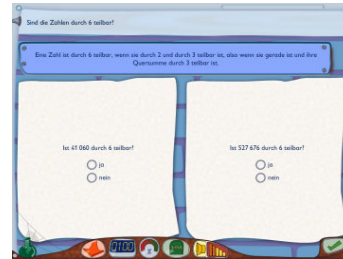 Sind die Zahlen durch 6 teilbar?
Eine Zahl ist durch 6 teilbar, wenn sie durch 2 und durch 3 teilbar ist, also wenn sie gerade ist und ihre
Quersumme durch 3 teilbar ist.
Ist 41 060 durch 6 teilbar?
ja
nein
Ist 527 676 durch 6 teilbar?
ja
nein